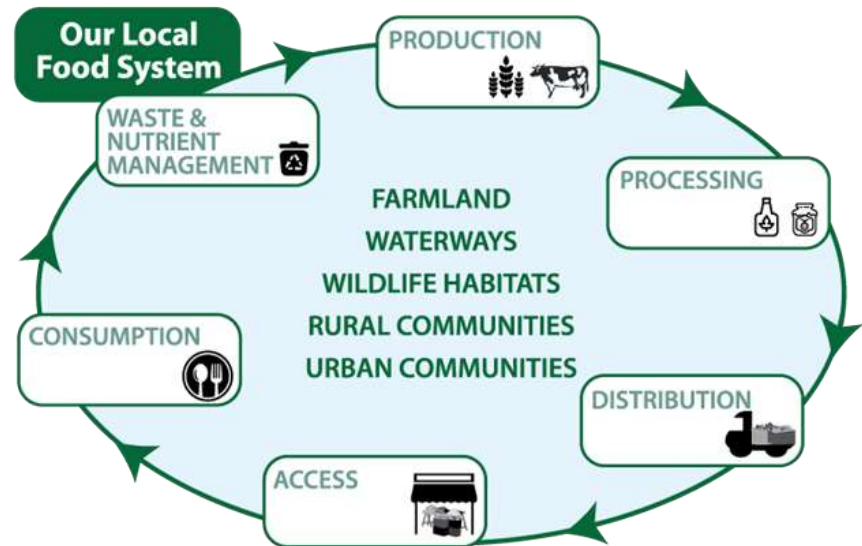 Our Local
Food System
PRODUCTION
WASTE &
NUTRIENT
MANAGEMENT
PROCESSING
FARMLAND
WATERWAYS
WILDLIFE HABITATS
RURAL COMMUNITIES
URBAN COMMUNITIES
CONSUMPTION
DISTRIBUTION
ACCESS